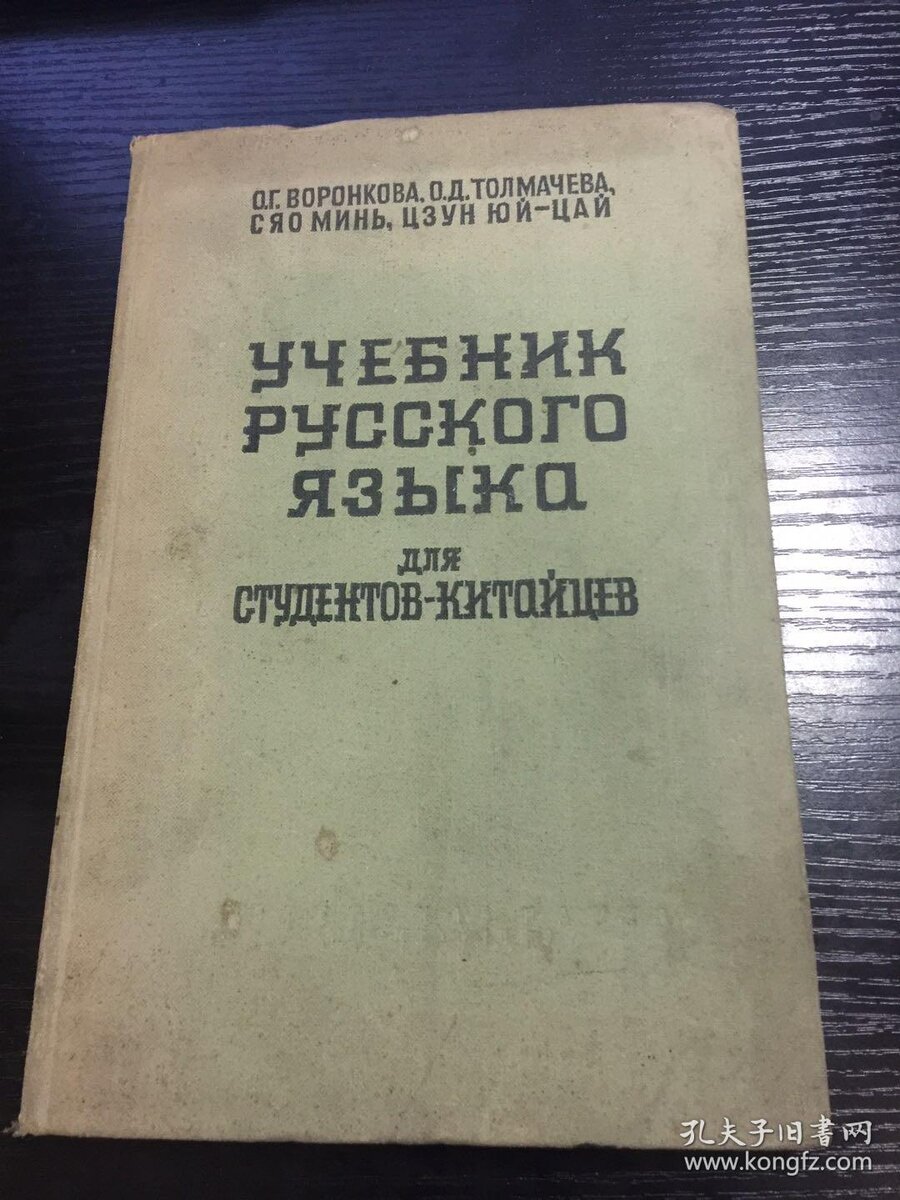 О.Г. ВОРОНКОВА, О.Д. ТОЛМАЧЕВА,
СЯО МИНЬ, ЦЗУН ЮЙ-ЦАЙ
УЧЕБНИК
РУССКОГО
ЯЗЫКА
ДЛЯ
СТУДЕНТОВ-КИТАЙЦЕВ
孔夫子旧書网
www.kongfz.com